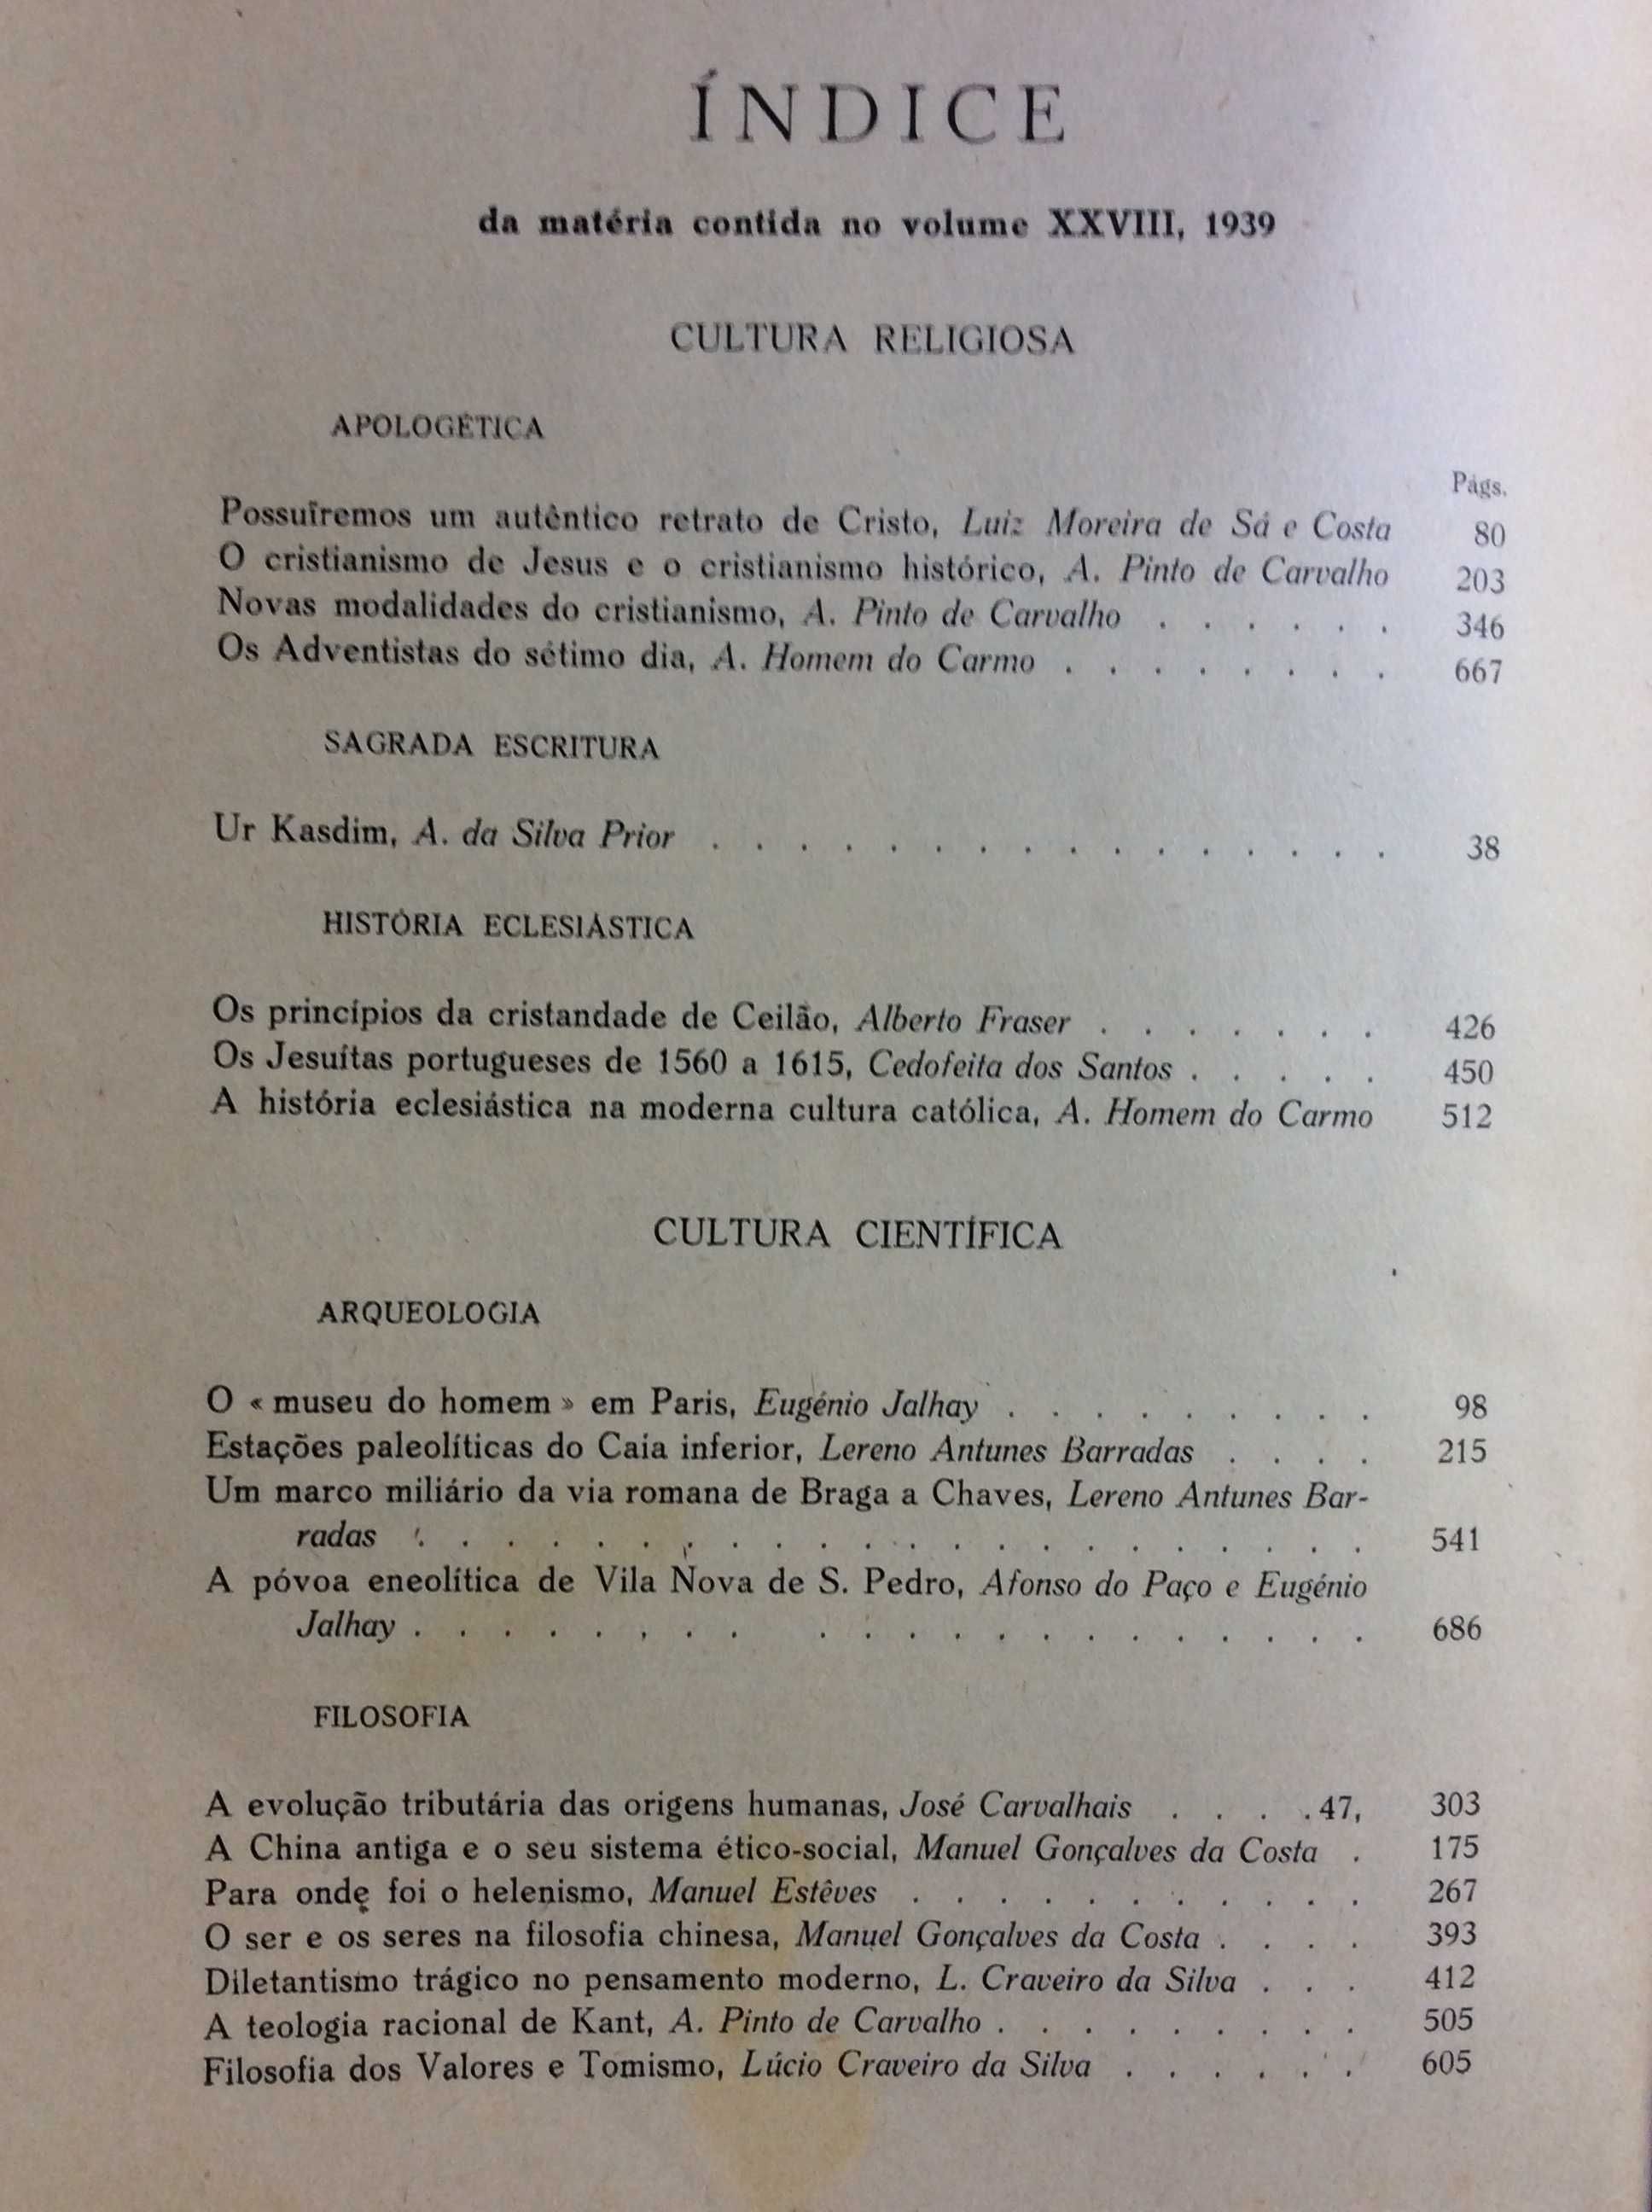 ÍNDICE
da matéria contida no volume XXVIII, 1939
CULTURA RELIGIOSA
APOLOGÉTICA
Págs.
Possuïremos um autêntico retrato de Cristo, Luiz Moreira de Sá e Costa 80
O cristianismo de Jesus e o cristianismo histórico, A. Pinto de Carvalho 203
Novas modalidades do cristianismo, A. Pinto de Carvalho . . . . . . 346
Os Adventistas do sétimo dia, A. Homem do Carmo . . . . . . . . 667
SAGRADA ESCRITURA
Ur Kasdim, A. da Silva Prior . . . . . . . . . . . . . . . . 38
HISTÓRIA ECLESIÁSTICA
Os princípios da cristandade de Ceilão, Alberto Fraser . . . . . . . 426
Os Jesuítas portugueses de 1560 a 1615, Cedofeita dos Santos . . . . . 450
A história eclesiástica na moderna cultura católica, A. Homem do Carmo 512
CULTURA CIENTÍFICA
ARQUEOLOGIA
O « museu do homem » em Paris, Eugénio Jalhay . . . . . . . . . 98
Estações paleolíticas do Caia inferior, Lereno Antunes Barradas . . . . 215
Um marco miliário da via romana de Braga a Chaves, Lereno Antunes Bar-
radas . . . . . . . . . . . . . . . . . . . . . . 541
A póvoa eneolítica de Vila Nova de S. Pedro, Afonso do Paço e Eugénio
Jalhay . . . . . . . . . . . . . . . . . . . . . 686
FILOSOFIA
A evolução tributária das origens humanas, José Carvalhais . . . . 47, 303
A China antiga e o seu sistema ético-social, Manuel Gonçalves da Costa . 175
Para onde foi o helenismo, Manuel Estêves . . . . . . . . . . . 267
O ser e os seres na filosofia chinesa, Manuel Gonçalves da Costa . . . . 393
Diletantismo trágico no pensamento moderno, L. Craveiro da Silva . . . 412
A teologia racional de Kant, A. Pinto de Carvalho . . . . . . . . . 505
Filosofia dos Valores e Tomismo, Lúcio Craveiro da Silva . . . . . . 605